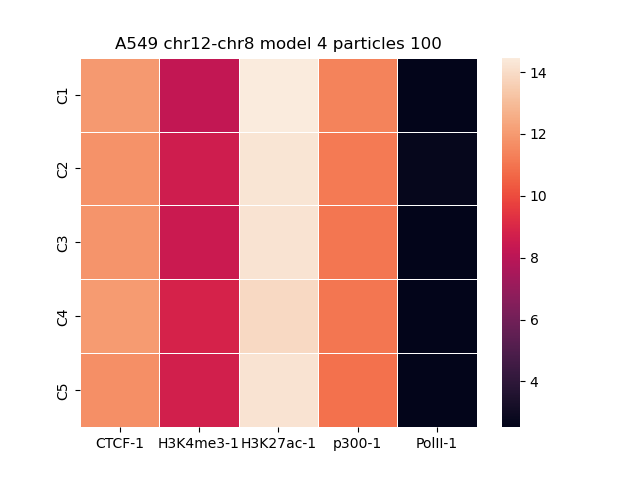 A549 chr12-chr8 model 4 particles 100
C1
C2
C3
C4
C5
CTCF-1 H3K4me3-1 H3K27ac-1 p300-1 PolII-1
14
12
10
8
6
4